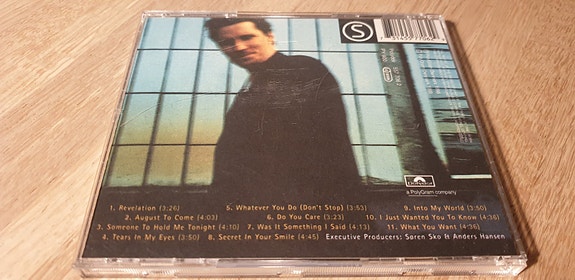 S
Polydor
a PolyGram company
1. Revelation (3:26)
2. August To Come (4:03)
3. Someone To Hold Me Tonight (4:10)
4. Tears In My Eyes (3:50)
5. Whatever You Do (Don't Stop) (3:53)
6. Do You Care (3:23)
7. Was It Something I Said (4:13)
8. Secret In Your Smile (4:45)
9. Into My World (3:50)
10. I Just Wanted You To Know (4:16)
11. What You Want (4:36)
Executive Producers: Søren Sko & Anders Hansen